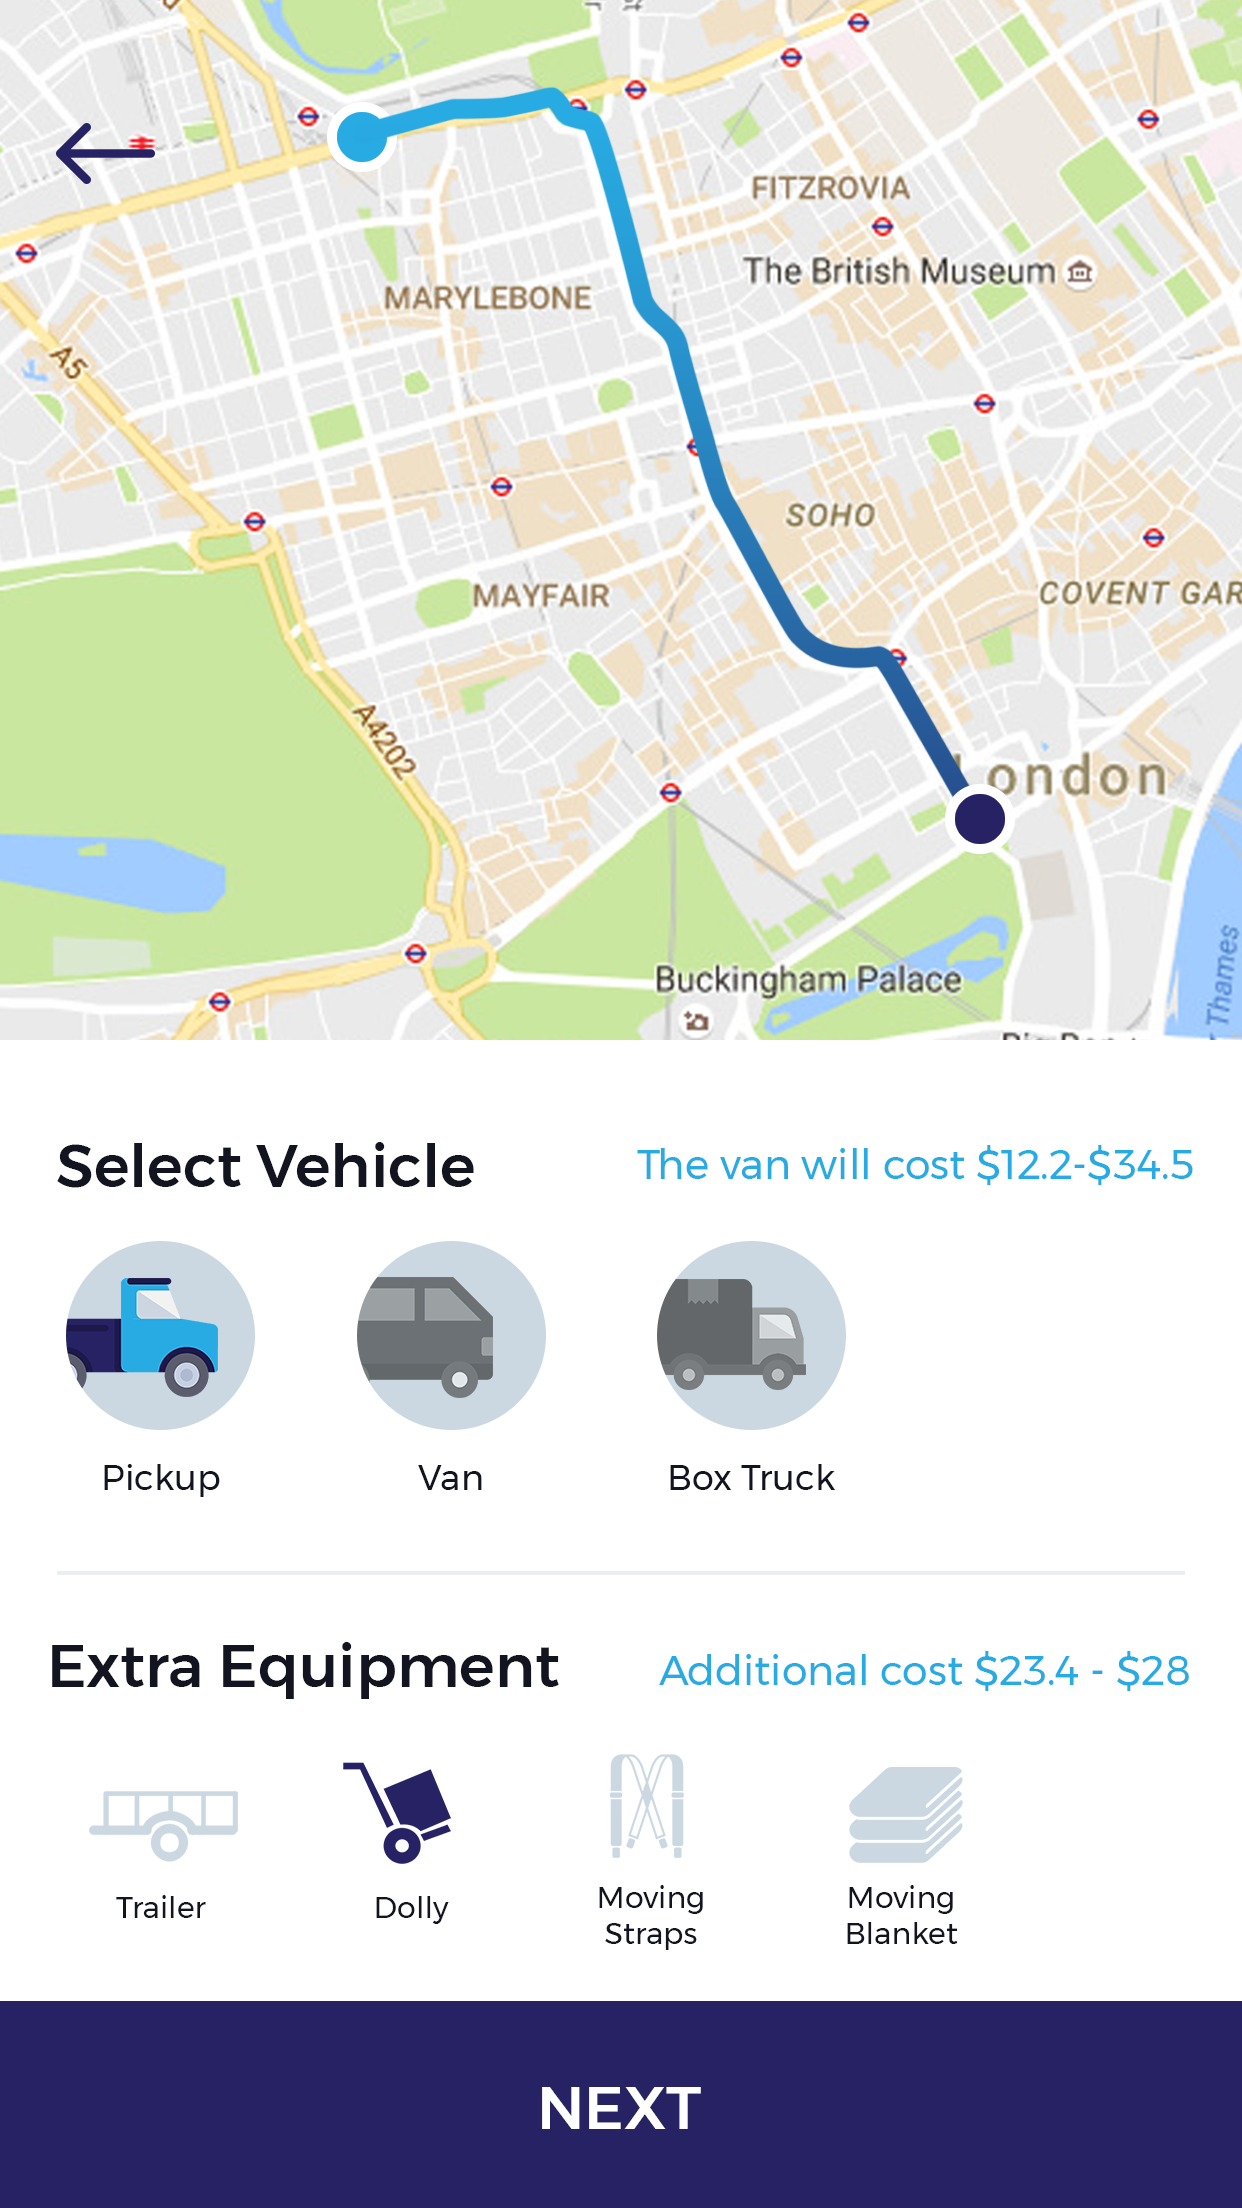 FITZROVIA
The British Museum
MARYLEBONE
A5
SOHO
MAYFAIR
COVENT GAR
A4202
London
Buckingham Palace
Thames
Select Vehicle
The van will cost $12.2-$34.5
Pickup
Van
Box Truck
Extra Equipment
Additional cost $23.4 - $28
Trailer
Dolly
Moving
Straps
Moving
Blanket
NEXT